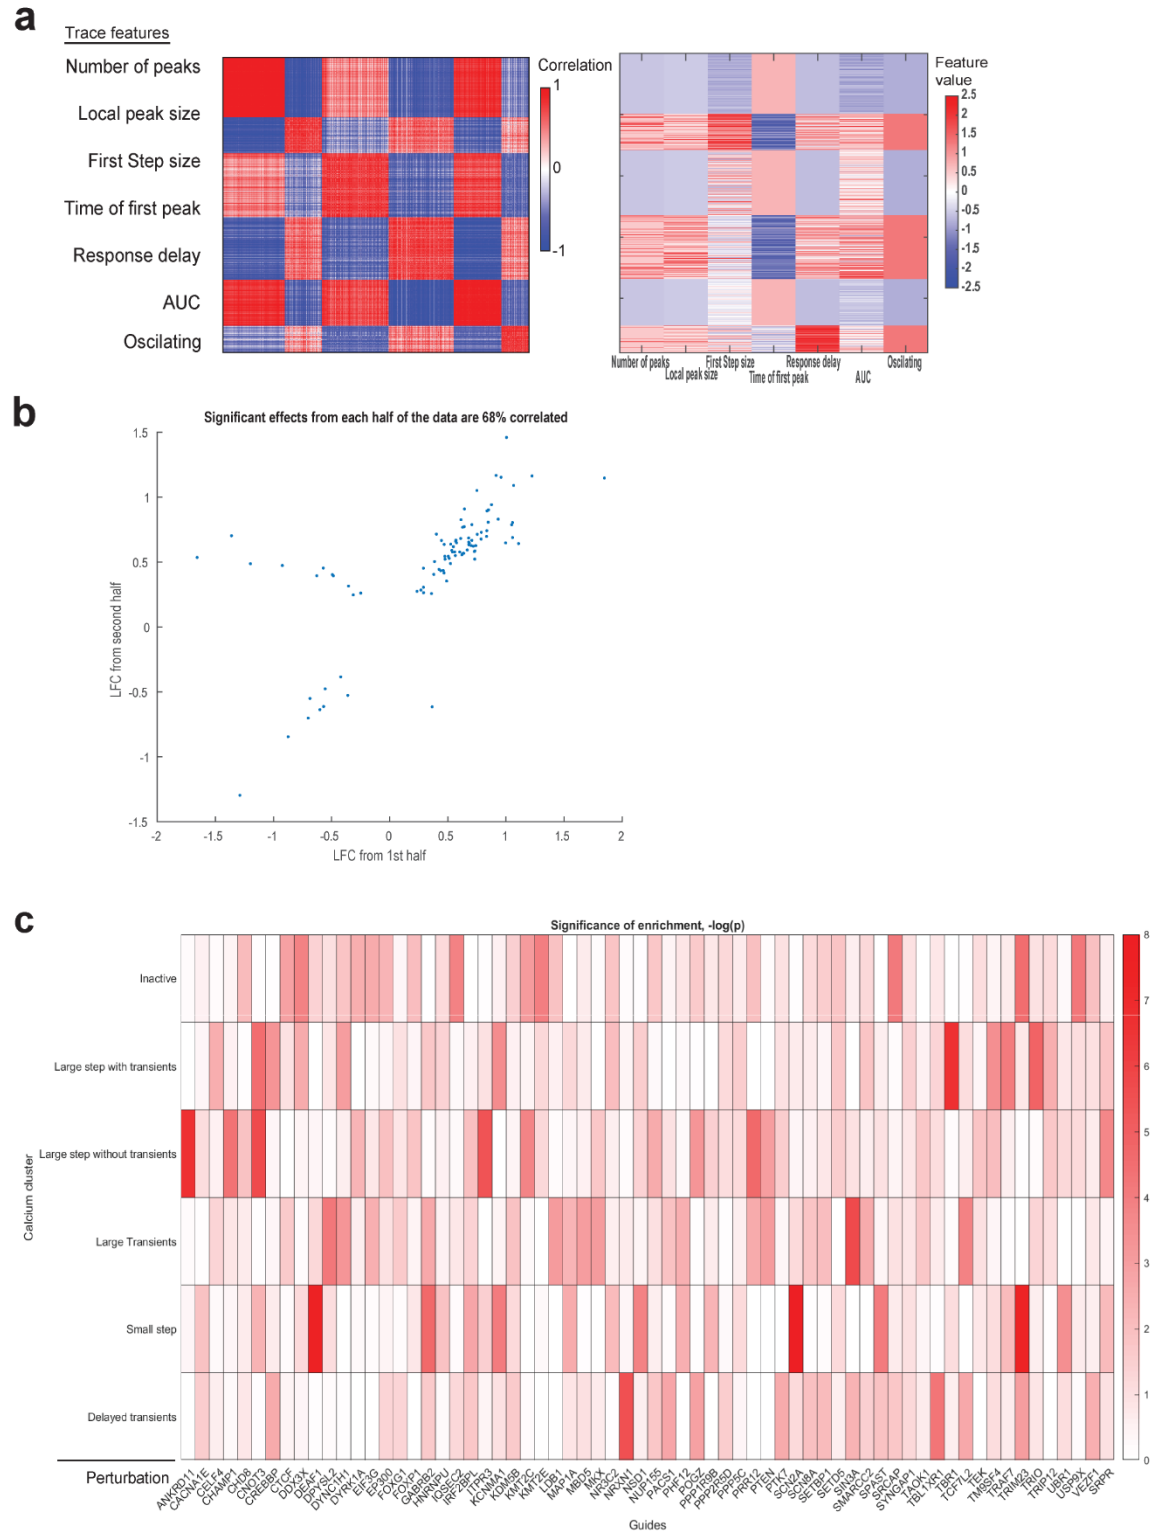 a
Trace features
Number of peaks
Local peak size
First Step size
Time of first peak
Response delay
AUC
Oscilating
Correlation
1
0
-1
Feature
value
2.5
2
1.5
1
0.5
0
-0.5
-1
-1.5
-2
-2.5
Number of peaks
Local peak size
First Step size
Time of first peak
Response delay
AUC
Oscilating
b
Significant effects from each half of the data are 68% correlated
1.5
1
0.5
0
-0.5
-1
-1.5
LFC from second half
-2
-1.5
-1
-0.5
0
0.5
1
1.5
2
LFC from 1st half
c
Significance of enrichment, -log(p)
Calcium cluster
Inactive
Large step with transients
Large step without transients
Large Transients
Small step
Delayed transients
8
7
6
5
4
3
2
1
0
Perturbation
ANKRD11
CACNA1E
CELF4
CHAMP1
CHD8
CNOT3
CREBBP
CTCF
DDX3X
DEAF1
DPYSL2
DYNC1H1
DYRK1A
EIF3G
EP300
FOXG1
FOXP1
GABRB2
HNRNPU
IQSEC2
IRF2BPL
ITPR3
KCNMA1
KDM5B
KMT2C
KMT2E
LDB1
MAP1A
MBD5
MKX
NR3C2
NRXN1
NSD1
NUP155
PACS1
PHF12
POGZ
PPP1R9B
PPP2R5D
PPP5C
PRR12
PTEN
PTK7
SCN2A
SCN8A
SETBP1
SETD5
SIN3A
SMARCC2
SPAST
SRCAP
SYNGAP1
TAOK1
TBL1XR1
TBR1
TCF7L2
TEK
TM9SF4
TRAF7
TRIM23
TRIO
TRIP12
UBR1
USP9X
VEZF1
SRPR
Guides